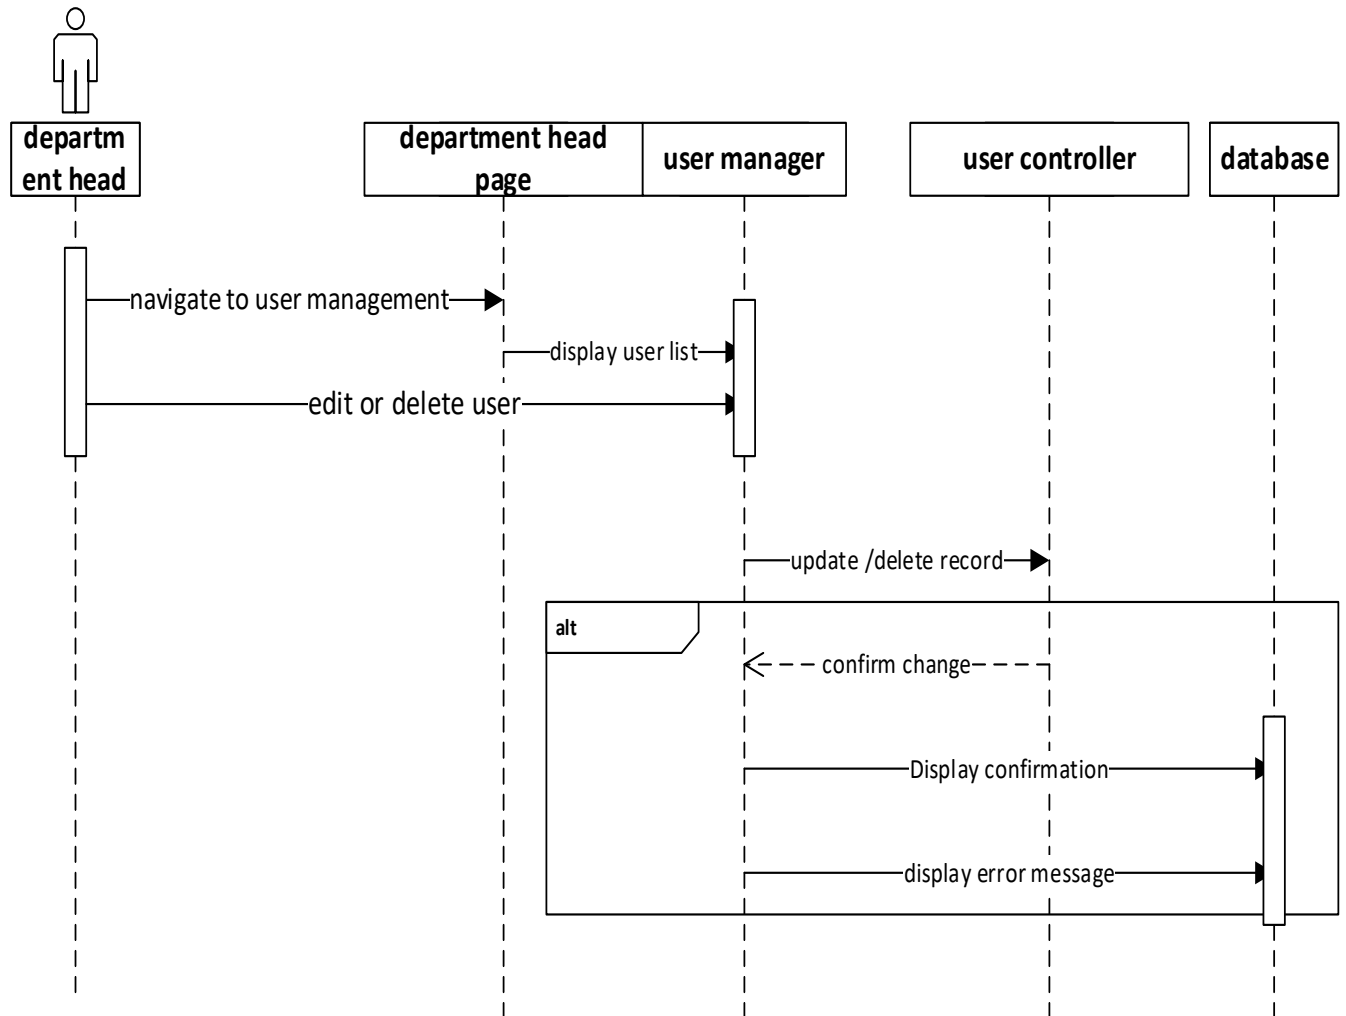 departm
ent head
department head
page
user manager
user controller
database
navigate to user management
display user list
edit or delete user
update /delete record
alt
confirm change
Display confirmation
display error message